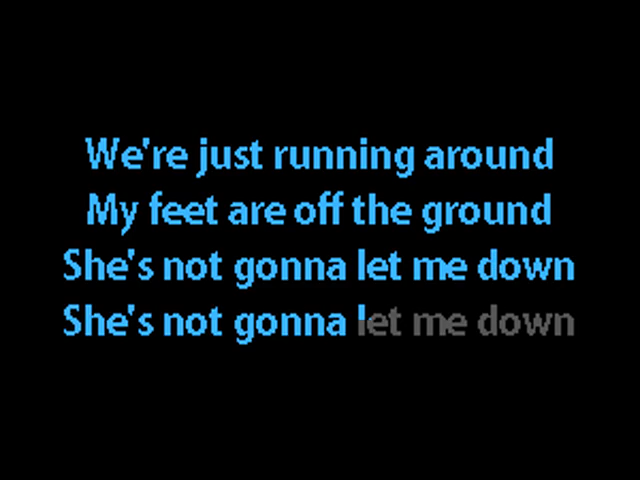 We're just running around
My feet are off the ground
She's not gonna let me down
She's not gonna let me down